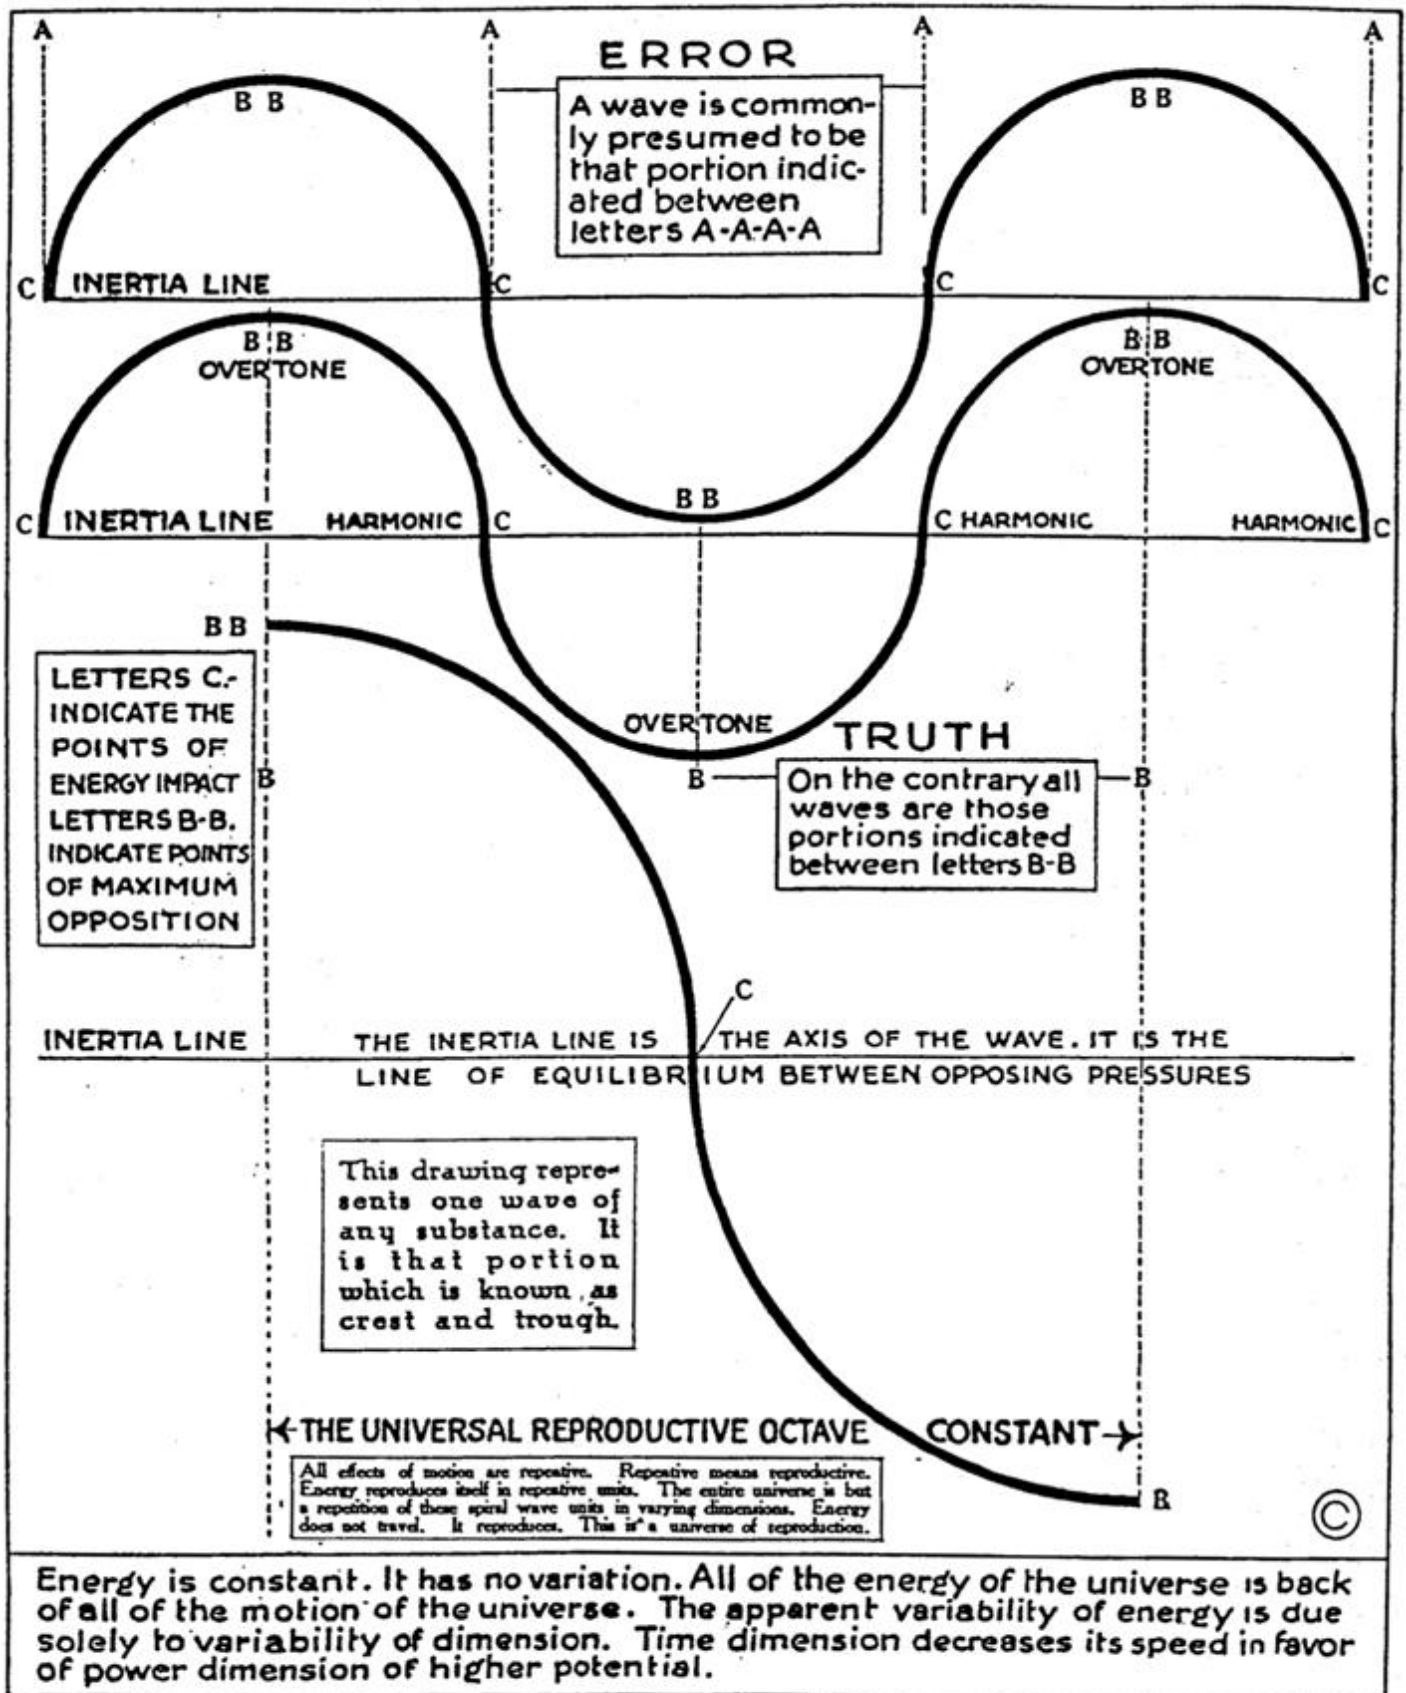 A A A A
ERROR
A wave is common-
ly presumed to be
that portion indic-
ated between
letters A-A-A-A
B B
B B
C INERTIA LINE C C C
B B
OVERTONE
B B
OVERTONE
B B
C INERTIA LINE HARMONIC C C HARMONIC HARMONIC C
B B
LETTERS C.-
INDICATE THE
POINTS OF
ENERGY IMPACT
LETTERS B-B.
INDICATE POINTS
OF MAXIMUM
OPPOSITION
B
OVERTONE
B
TRUTH
On the contrary all
waves are those
portions indicated
between letters B-B
B
C
INERTIA LINE THE INERTIA LINE IS THE AXIS OF THE WAVE. IT IS THE
LINE OF EQUILIBRIUM BETWEEN OPPOSING PRESSURES
This drawing repre-
sents one wave of
any substance. It
is that portion
which is known as
crest and trough.
THE UNIVERSAL REPRODUCTIVE OCTAVE CONSTANT
All effects of motion are repetive. Repetive means reproductive.
Energy reproduces itself in repetive units. The entire universe is but
a repetition of these spiral wave units in varying dimensions. Energy
does not travel. It reproduces. This is a universe of reproduction.
B
©
Energy is constant. It has no variation. All of the energy of the universe is back
of all of the motion of the universe. The apparent variability of energy is due
solely to variability of dimension. Time dimension decreases its speed in favor
of power dimension of higher potential.